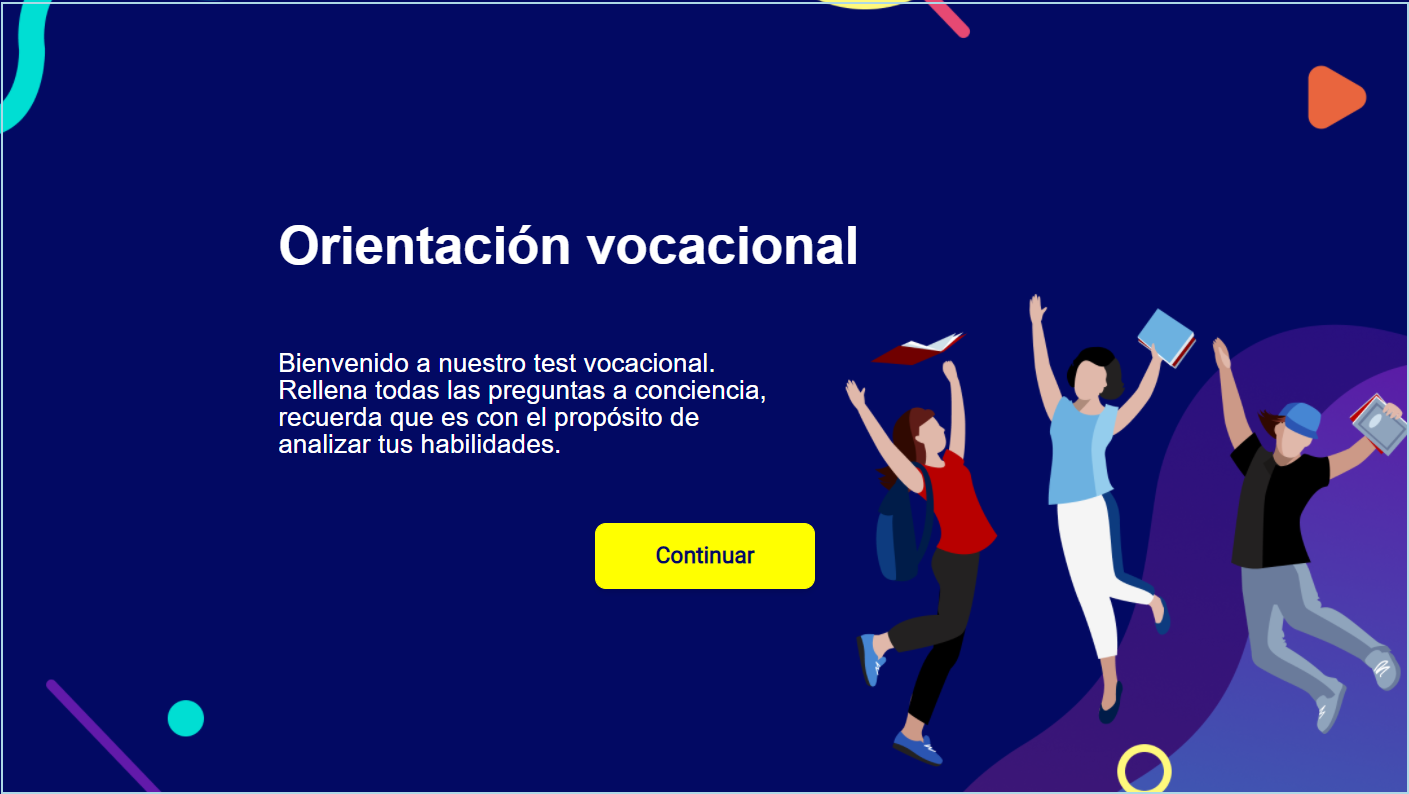 Orientación vocacional
Bienvenido a nuestro test vocacional.
Rellena todas las preguntas a conciencia,
recuerda que es con el propósito de
analizar tus habilidades.
Continuar